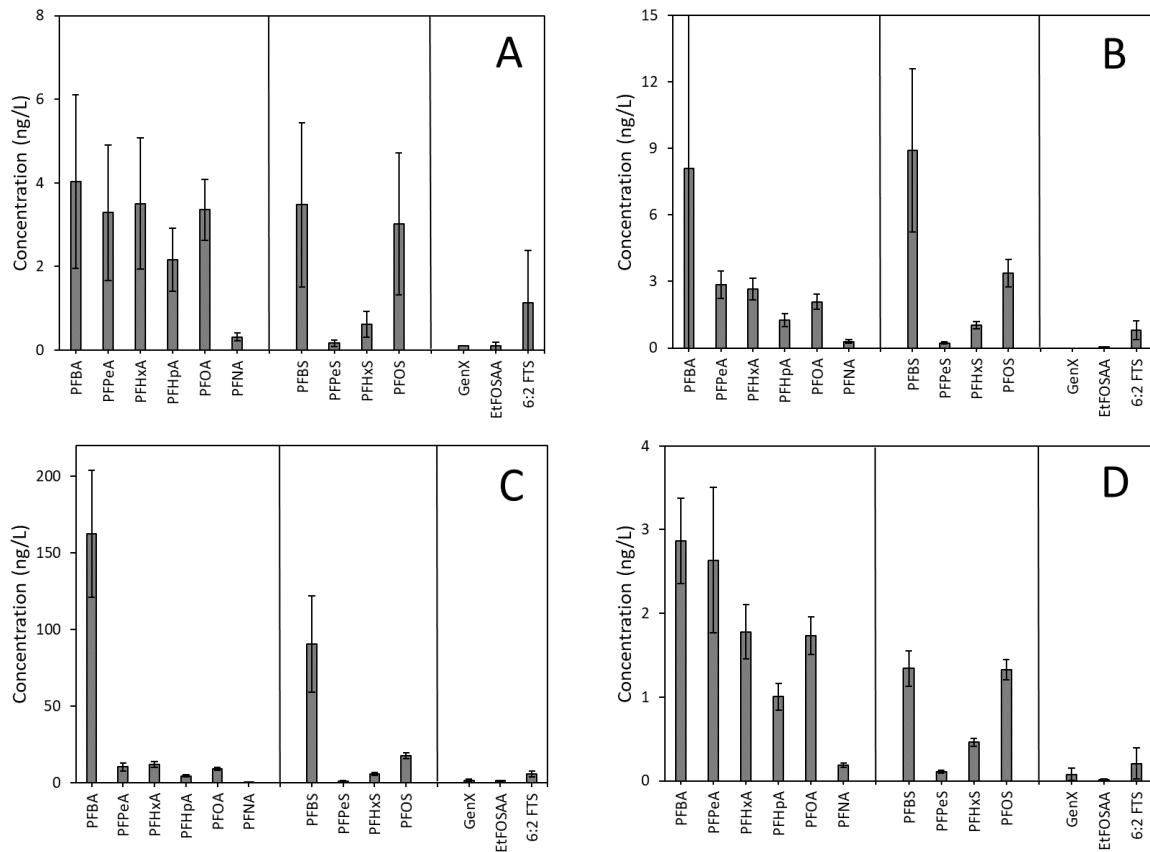 A
Concentration (ng/L)
8
6
4
2
0
PFBA
PFPeA
PFHxA
PFHpA
PFOA
PFNA
PFBS
PFPeS
PFHxS
PFOS
GenX
EtFOSAA
6:2 FTS
B
Concentration (ng/L)
15
12
9
6
3
0
PFBA
PFPeA
PFHxA
PFHpA
PFOA
PFNA
PFBS
PFPeS
PFHxS
PFOS
GenX
EtFOSAA
6:2 FTS
C
Concentration (ng/L)
200
150
100
50
0
PFBA
PFPeA
PFHxA
PFHpA
PFOA
PFNA
PFBS
PFPeS
PFHxS
PFOS
GenX
EtFOSAA
6:2 FTS
D
Concentration (ng/L)
4
3
2
1
0
PFBA
PFPeA
PFHxA
PFHpA
PFOA
PFNA
PFBS
PFPeS
PFHxS
PFOS
GenX
EtFOSAA
6:2 FTS